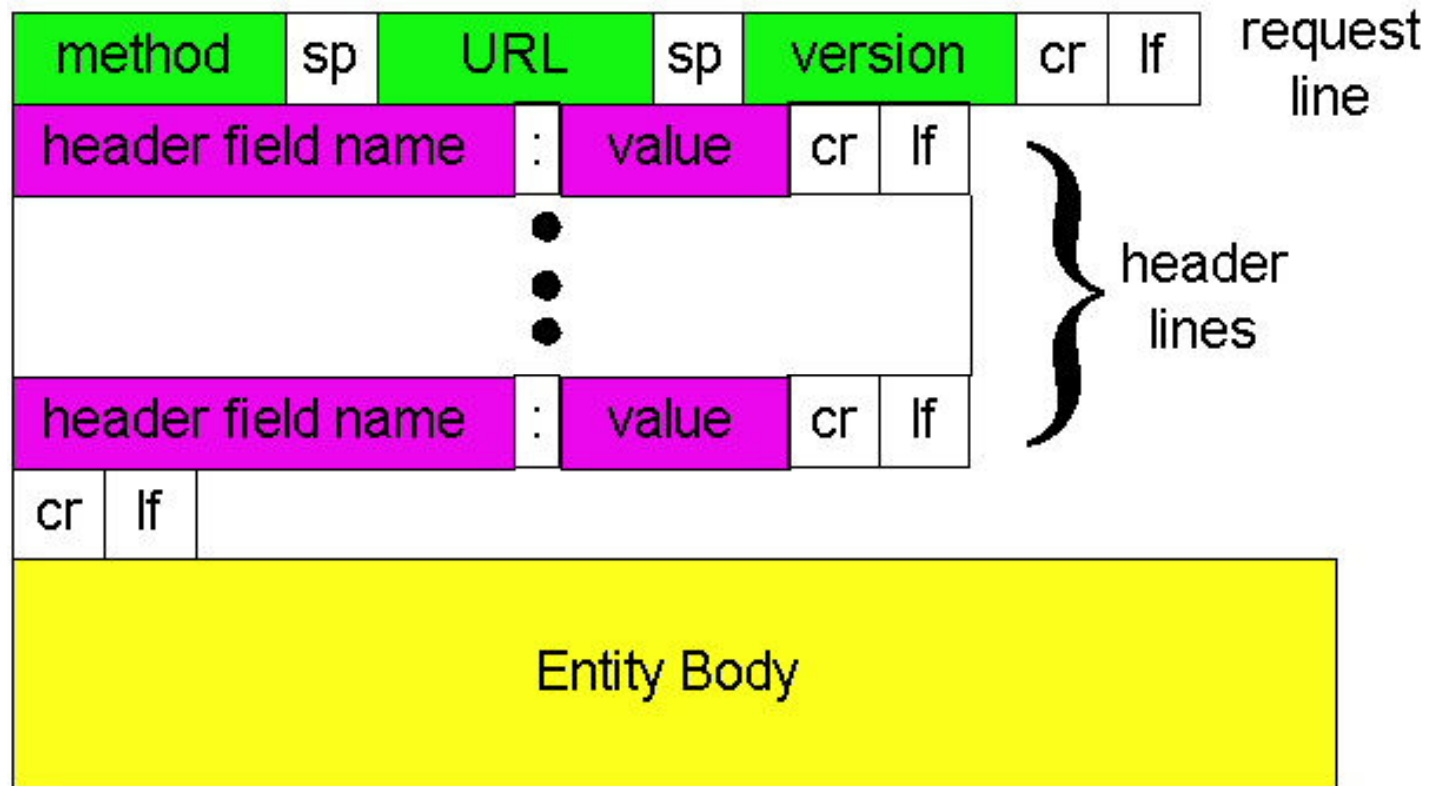 method sp URL sp version cr lf request line
header field name : value cr lf
header lines
header field name : value cr lf
cr lf
Entity Body